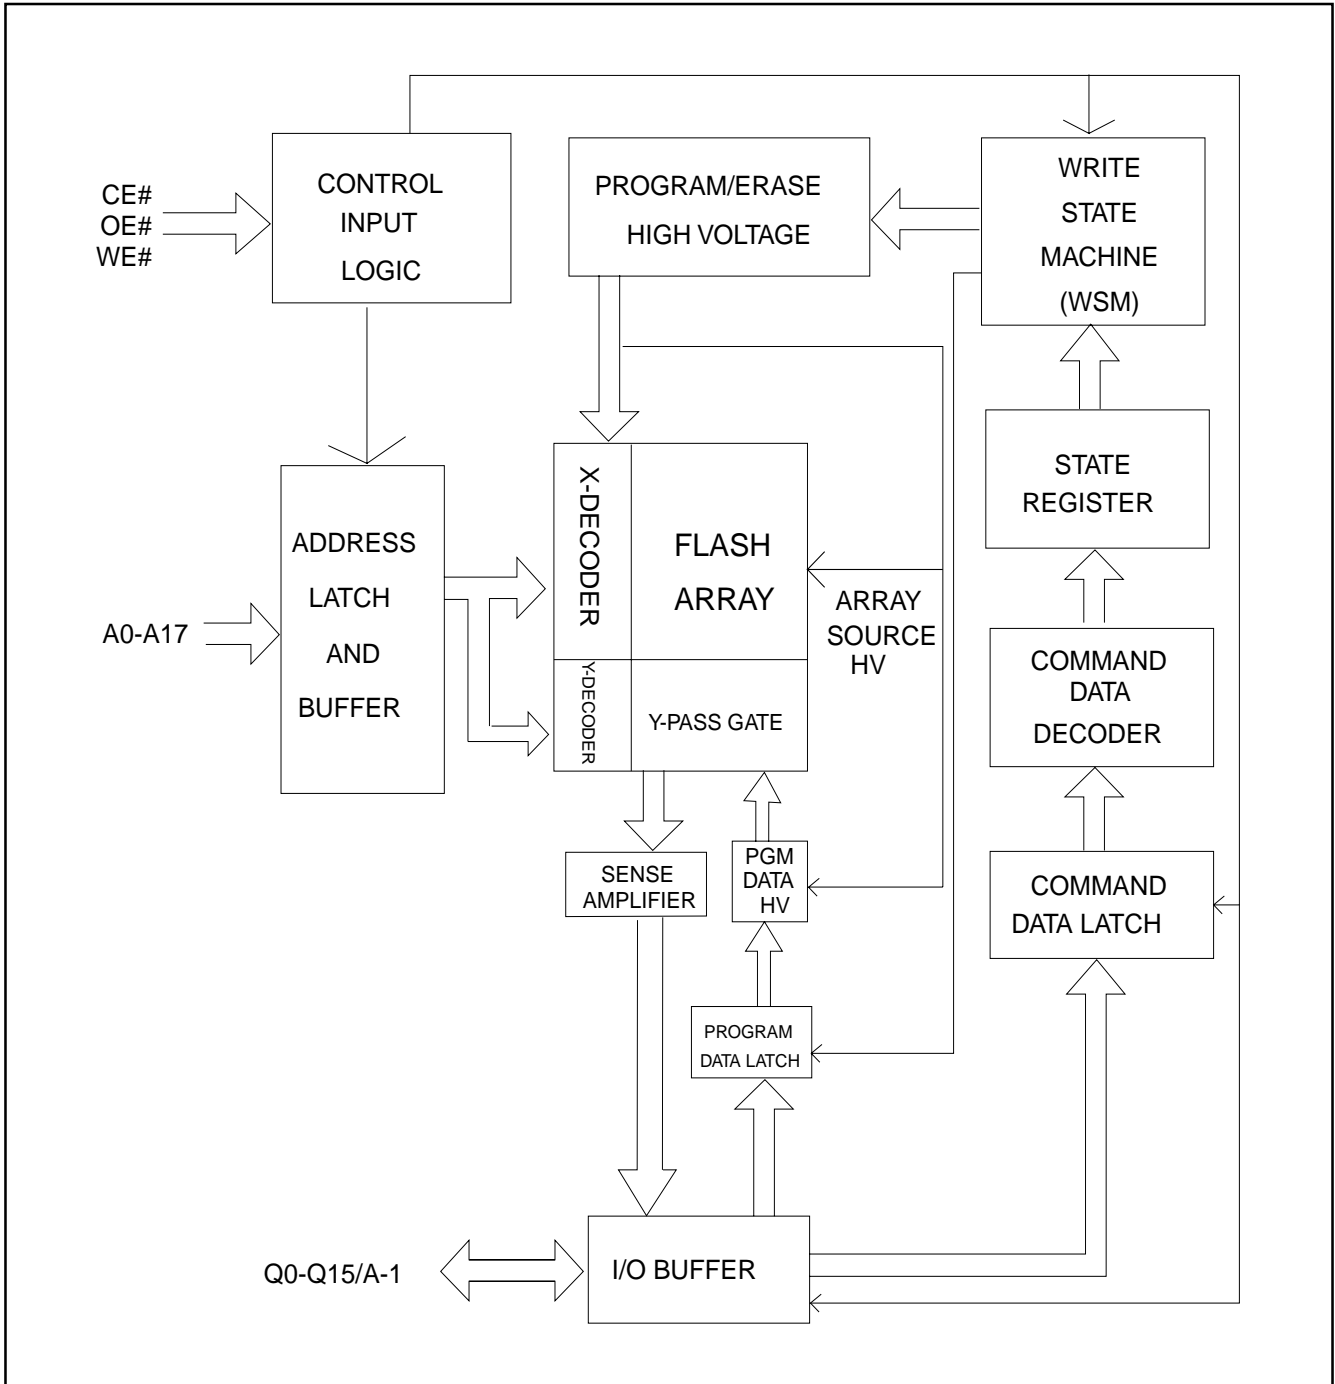 CE#
OE#
WE#
CONTROL
INPUT
LOGIC
PROGRAM/ERASE
HIGH VOLTAGE
WRITE
STATE
MACHINE
(WSM)
STATE
REGISTER
ADDRESS
LATCH
AND
BUFFER
A0-A17
X-DECODER
FLASH
ARRAY
ARRAY
SOURCE
HV
Y-DECODER
Y-PASS GATE
COMMAND
DATA
DECODER
SENSE
AMPLIFIER
PGM
DATA
HV
COMMAND
DATA LATCH
PROGRAM
DATA LATCH
Q0-Q15/A-1
I/O BUFFER